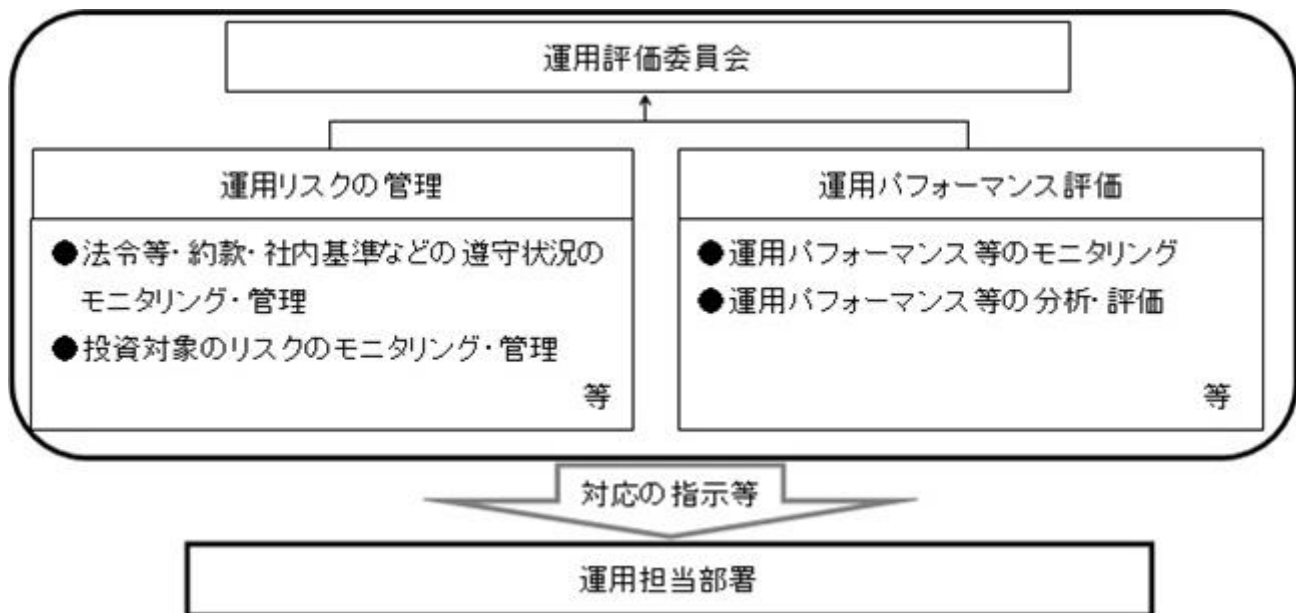 運用評価委員会
運用リスクの管理
●法令等・約款・社内基準などの遵守状況の
モニタリング・管理
●投資対象のリスクのモニタリング・管理
等
運用パフォーマンス評価
●運用パフォーマンス等のモニタリング
●運用パフォーマンス等の分析・評価
等
対応の指示等
運用担当部署